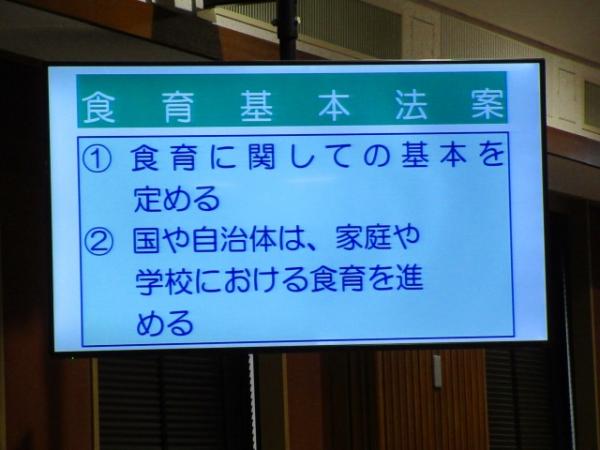 食育基本法案
① 食育に関しての基本を
定める
② 国や自治体は、家庭や
学校における食育を進
める